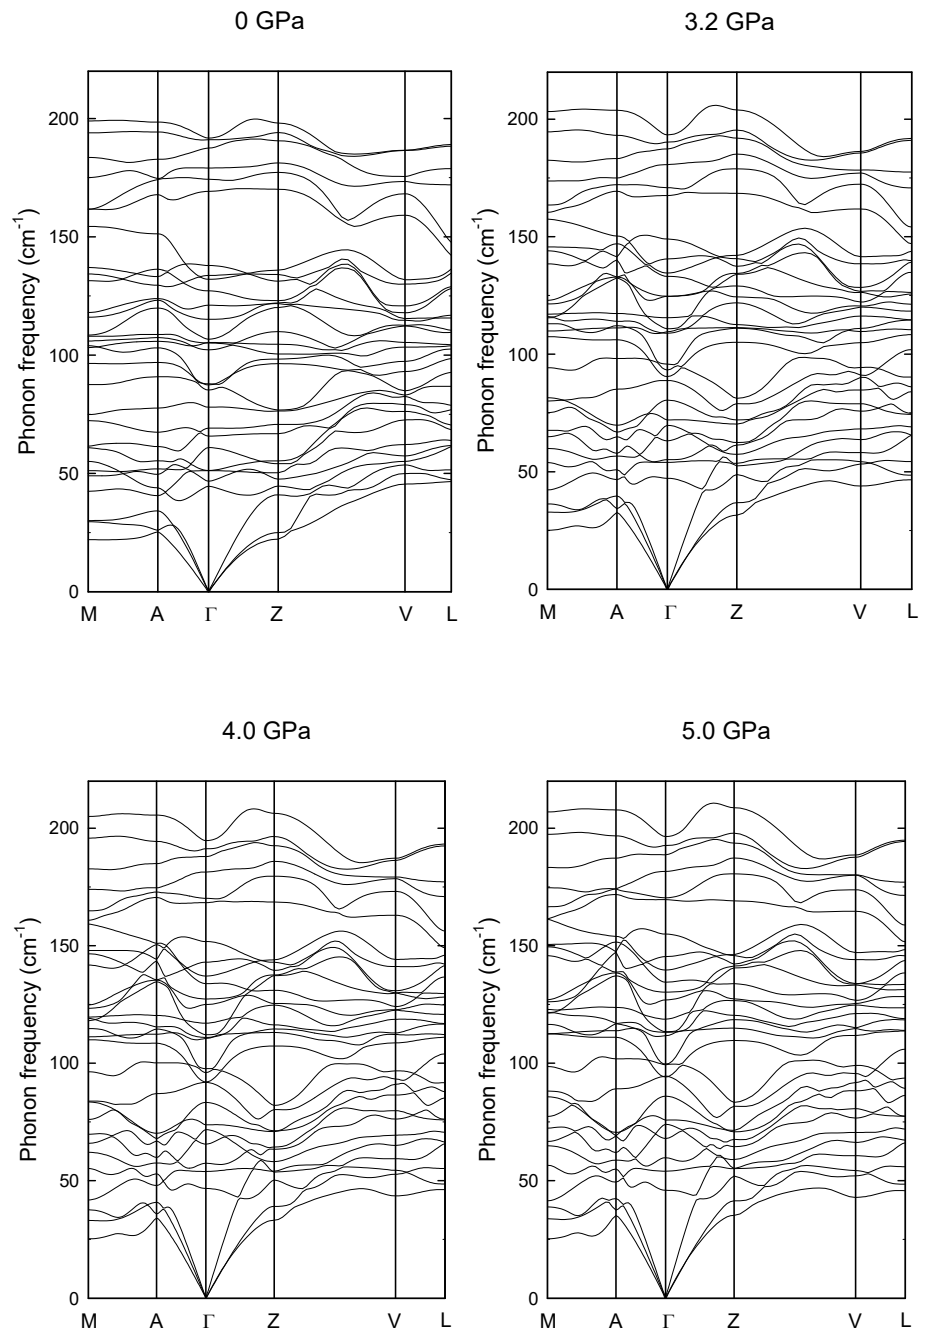 0 GPa
3.2 GPa
Phonon frequency (cm⁻¹)
200
150
100
50
0
M A Γ Z V L
Phonon frequency (cm⁻¹)
200
150
100
50
0
M A Γ Z V L
4.0 GPa
5.0 GPa
Phonon frequency (cm⁻¹)
200
150
100
50
0
M A Γ Z V L
Phonon frequency (cm⁻¹)
200
150
100
50
0
M A Γ Z V L